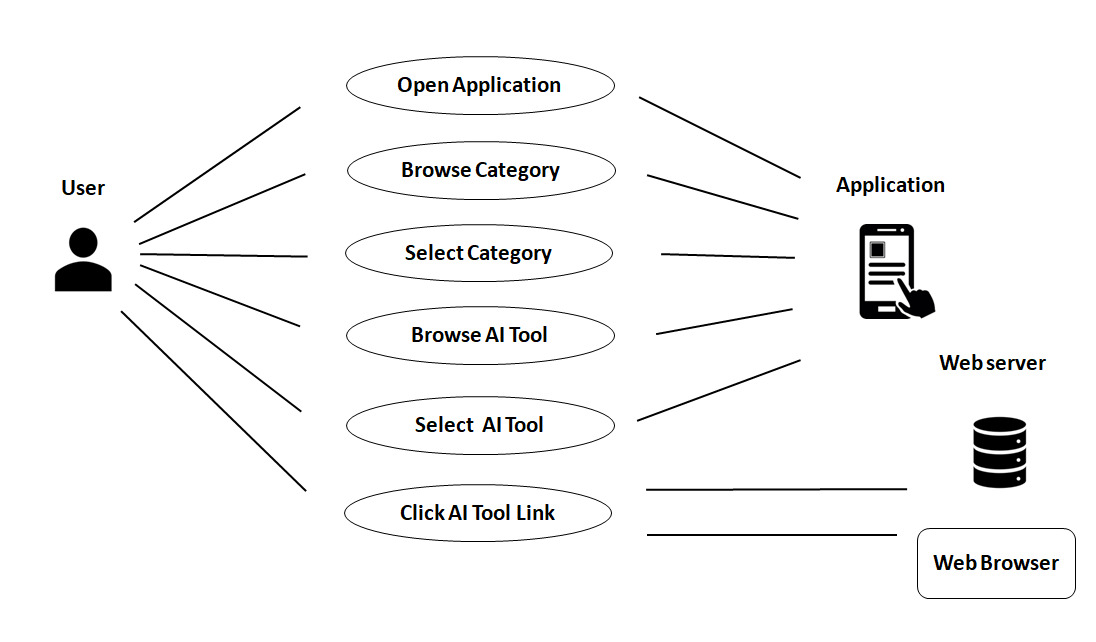 Open Application
Browse Category
User
Application
Select Category
Browse AI Tool
Web server
Select AI Tool
Click AI Tool Link
Web Browser